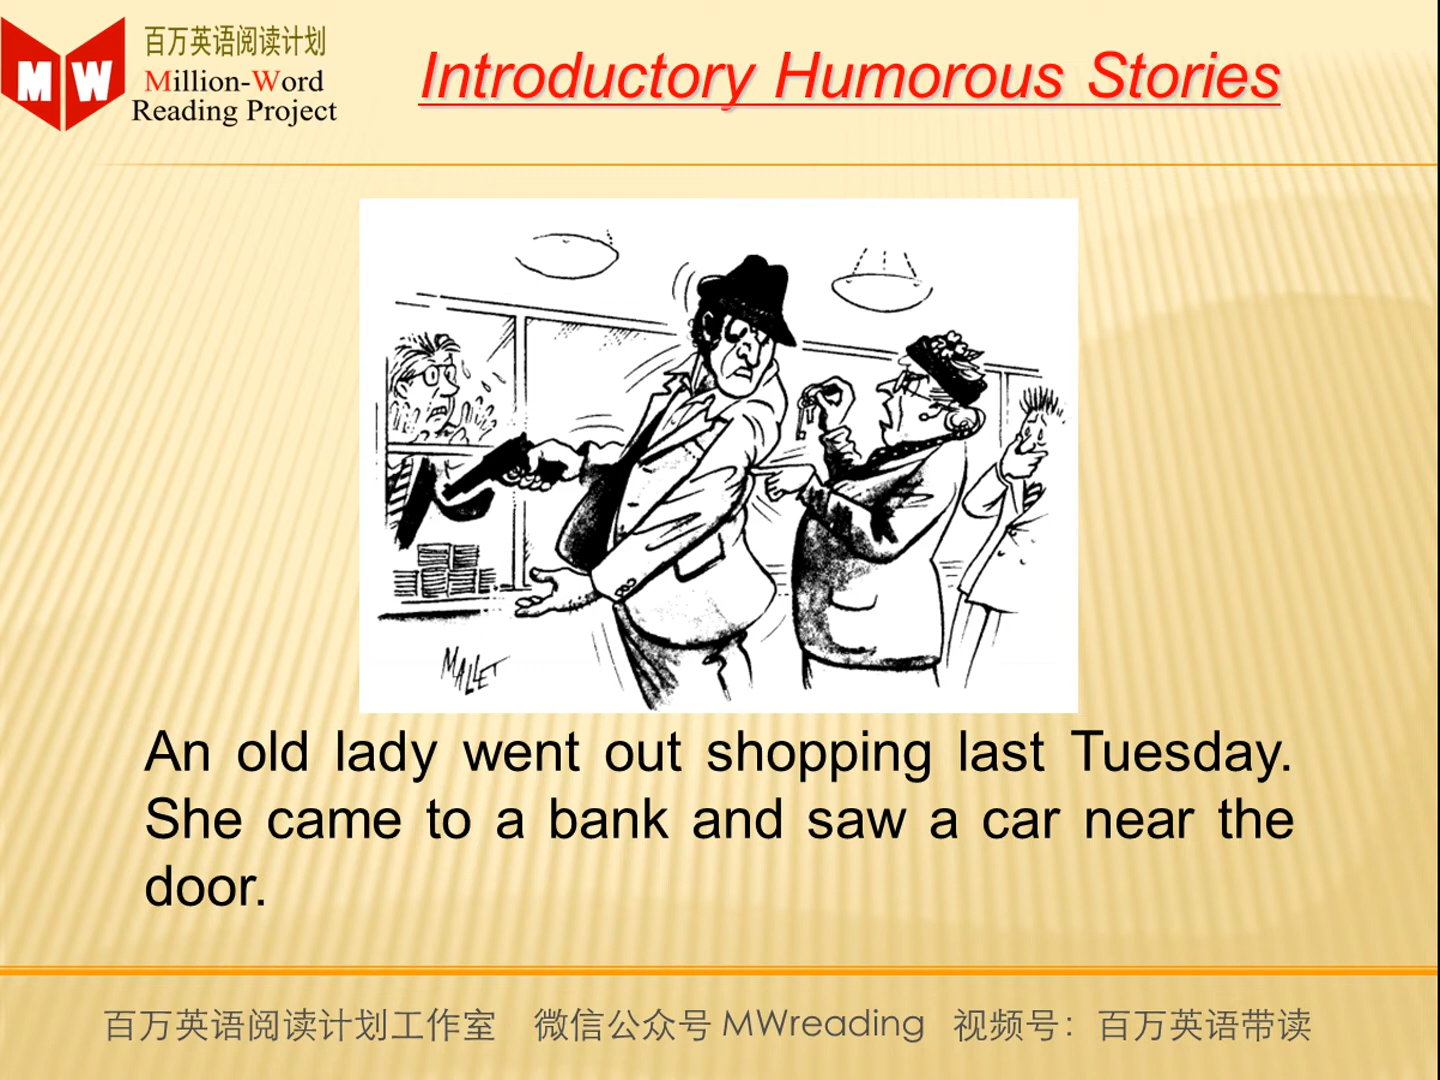 百万英语阅读计划
Million-Word
Reading Project
MW
Introductory Humorous Stories
MALLET
An old lady went out shopping last Tuesday.
She came to a bank and saw a car near the
door.
百万英语阅读计划工作室 微信公众号 MWreading 视频号：百万英语带读